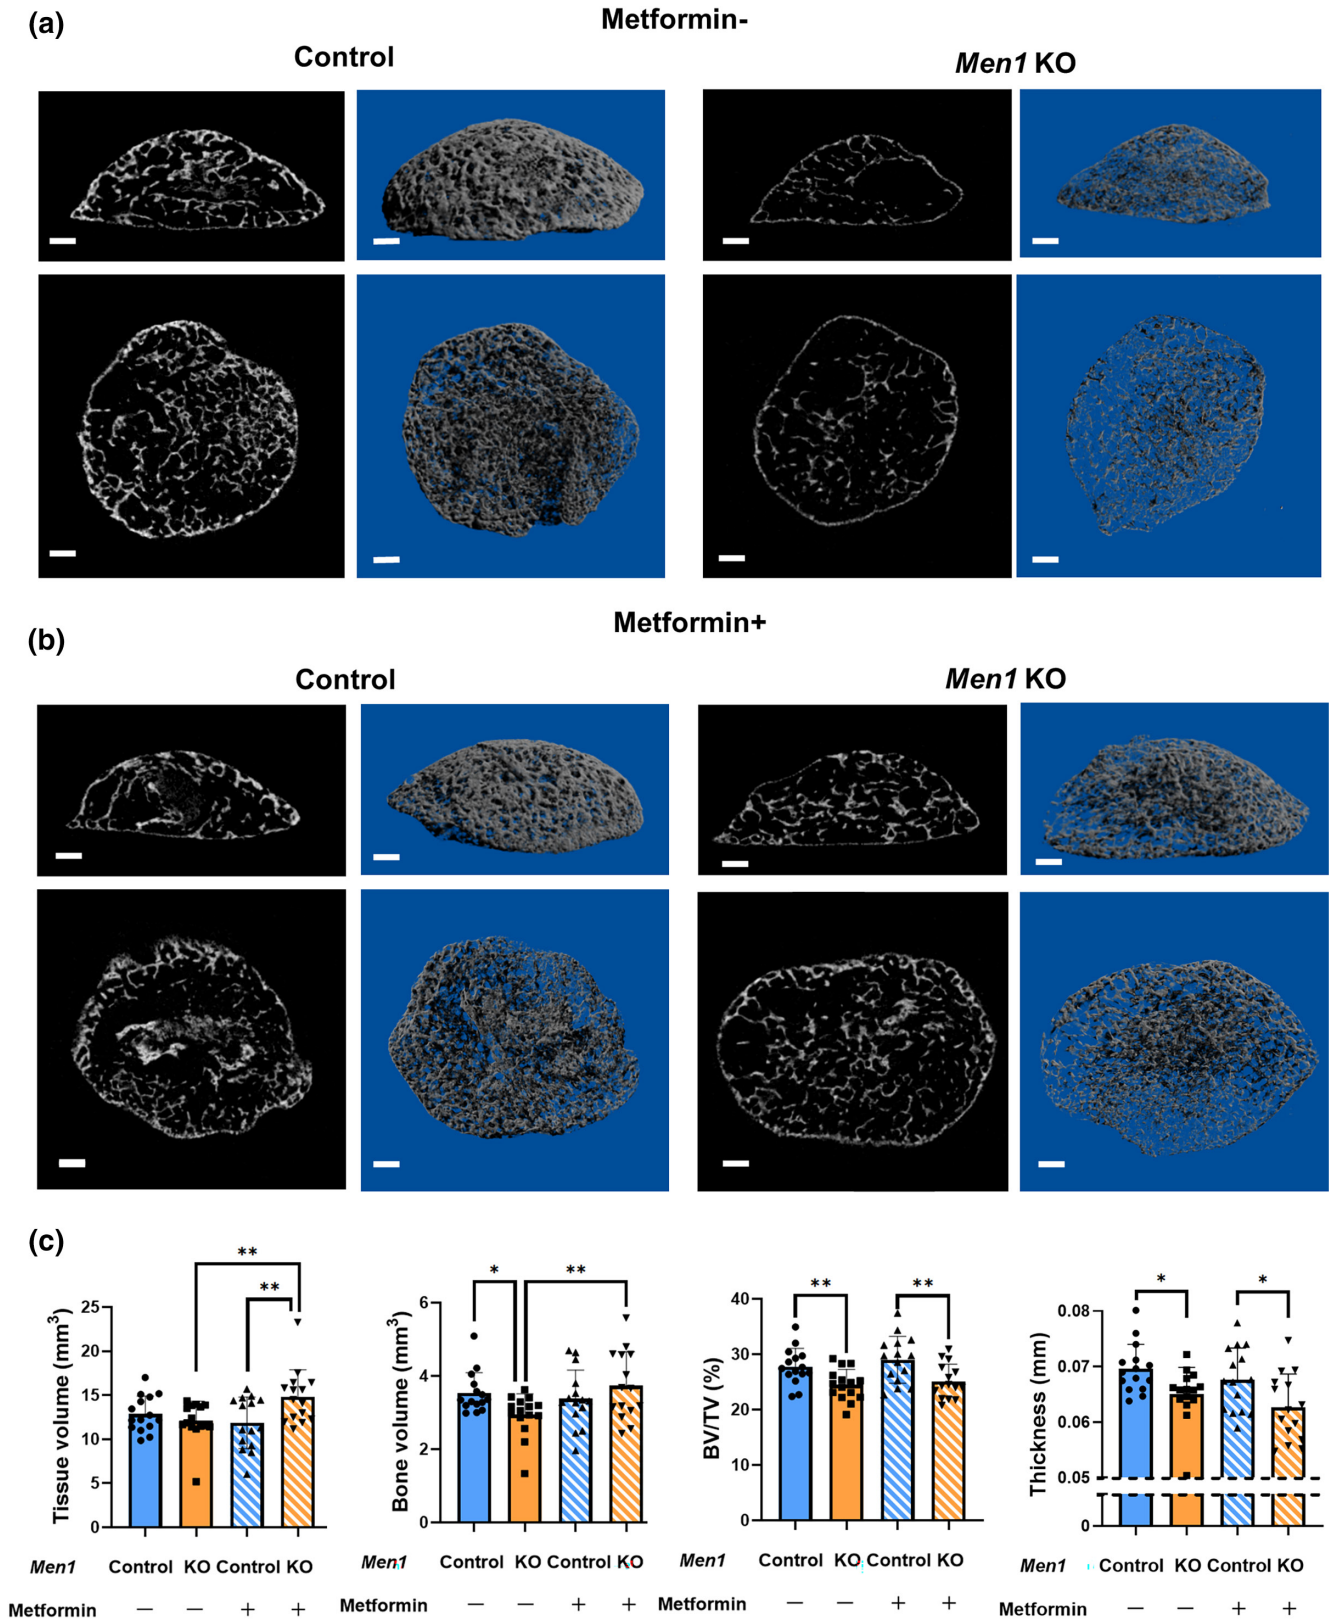 (a)
Metformin-
Control
Men1 KO
(b)
Metformin+
Control
Men1 KO
(c)
Tissue volume (mm³)
25
20
15
10
5
0
** **
Men1 Control KO Control KO
Metformin — — + +
Bone volume (mm³)
6
4
2
0
* **
Men1 Control KO Control KO
Metformin — — + +
BV/TV (%)
40
30
20
10
0
** **
Men1 Control KO Control KO
Metformin — — + +
Thickness (mm)
0.08
0.07
0.06
0.05
0
* *
Men1 Control KO Control KO
Metformin — — + +